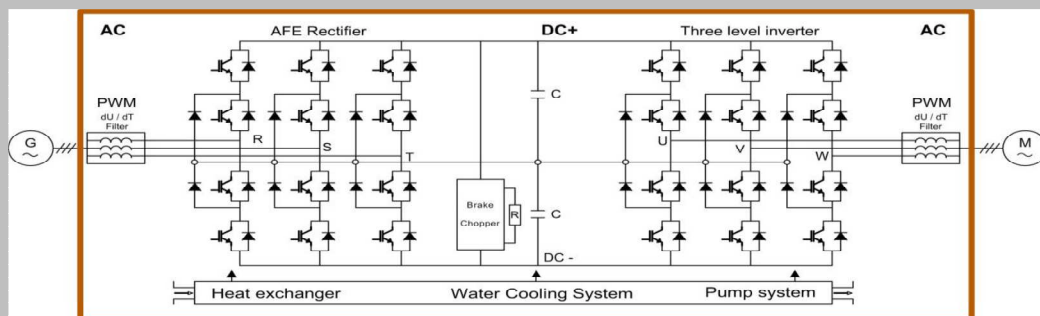 AC
AFE Rectifier
DC+
Three level inverter
AC
PWM
dU / dT
Filter
G
~
R
S
T
C
Brake
Chopper
R
C
DC -
U
V
W
PWM
dU / dT
Filter
M
~
Heat exchanger
Water Cooling System
Pump system